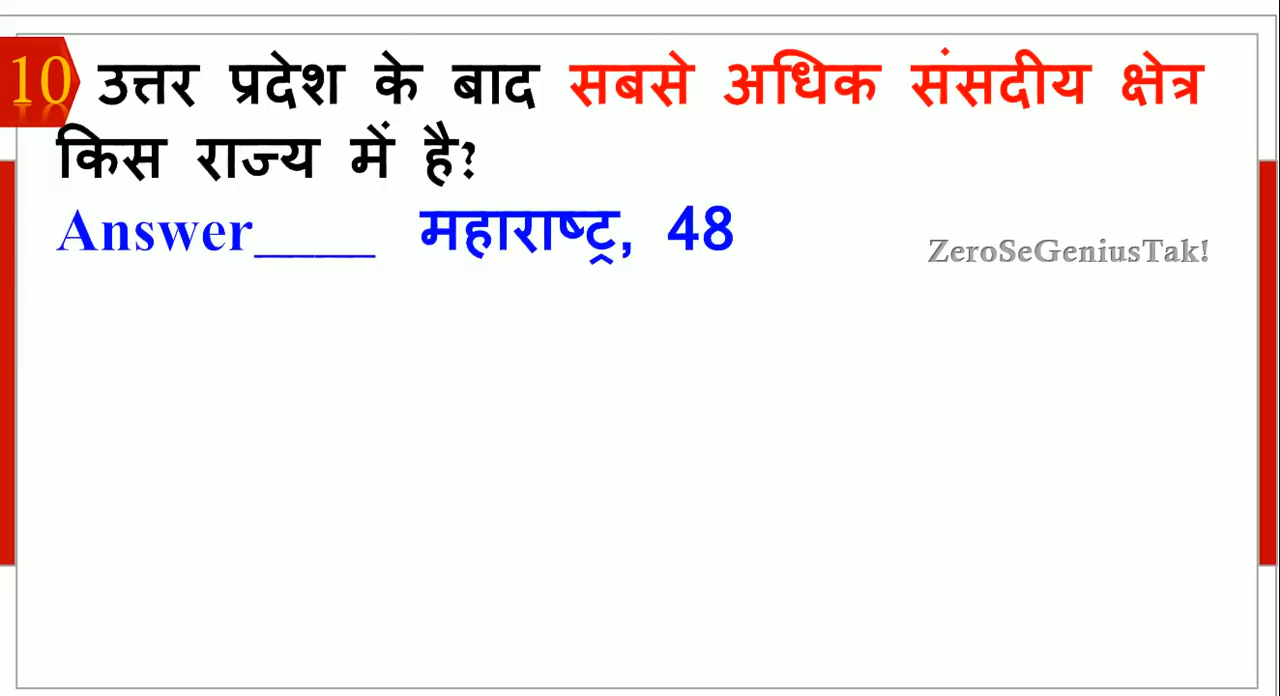 10 उत्तर प्रदेश के बाद सबसे अधिक संसदीय क्षेत्र
किस राज्य में है?
Answer____ महाराष्ट्र, 48
ZeroSeGeniusTak!